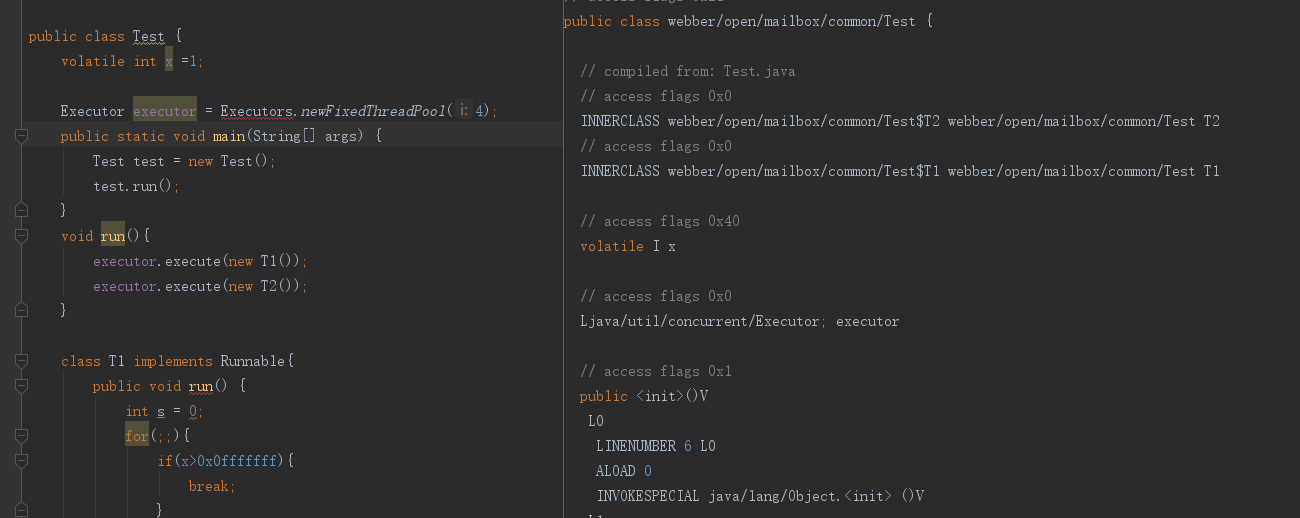 public class Test {
    volatile int x =1;

    Executor executor = Executors.newFixedThreadPool( i: 4);
    public static void main(String[] args) {
        Test test = new Test();
        test.run();
    }
    void run(){
        executor.execute(new T1());
        executor.execute(new T2());
    }

    class T1 implements Runnable{
        public void run() {
            int s = 0;
            for(;;){
                if(x>0x0fffffff){
                    break;
                }
public class webber/open/mailbox/common/Test {

  // compiled from: Test.java
  // access flags 0x0
  INNERCLASS webber/open/mailbox/common/Test$T2 webber/open/mailbox/common/Test T2
  // access flags 0x0
  INNERCLASS webber/open/mailbox/common/Test$T1 webber/open/mailbox/common/Test T1

  // access flags 0x40
  volatile I x

  // access flags 0x0
  Ljava/util/concurrent/Executor; executor

  // access flags 0x1
  public <init>()V
   L0
    LINENUMBER 6 L0
    ALOAD 0
    INVOKESPECIAL java/lang/Object.<init> ()V